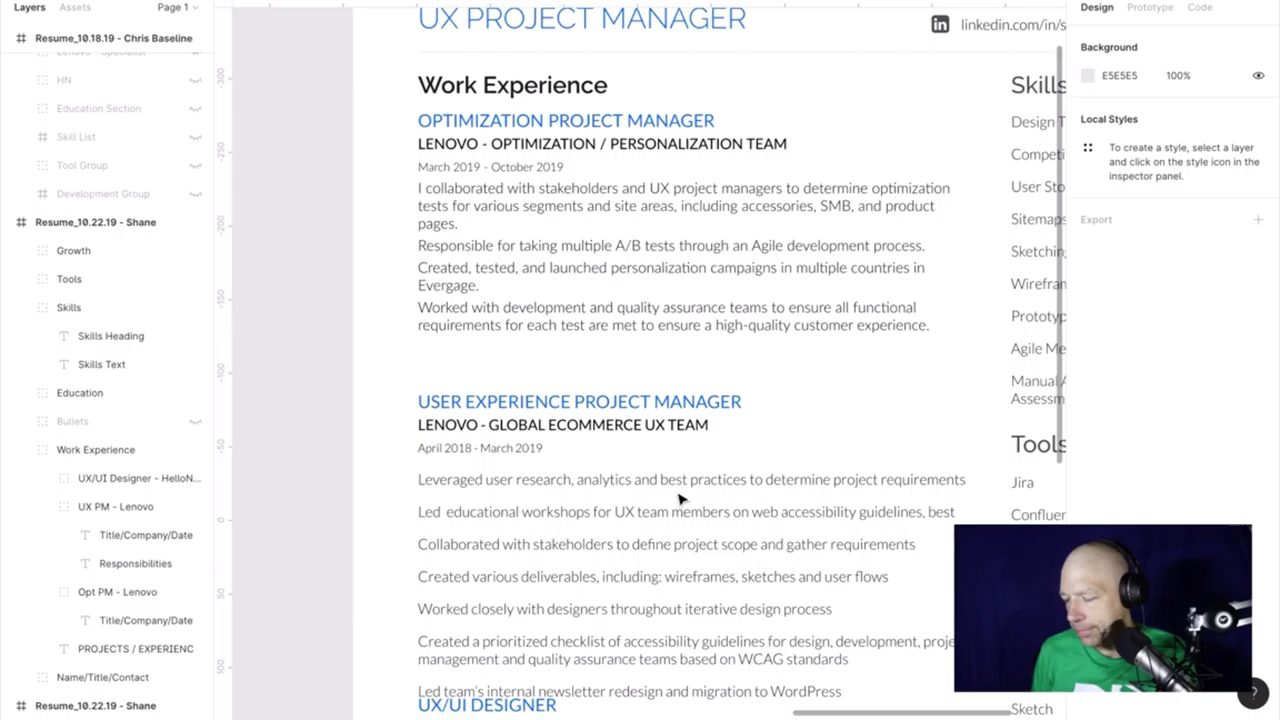 Layers Assets Page 1
Resume_10.18.19 - Chris Baseline
HN
Education Section
Skill List
Tool Group
Development Group
Resume_10.22.19 - Shane
Growth
Tools
Skills
Skills Heading
Skills Text
Education
Bullets
Work Experience
UX/UI Designer - HelloN...
UX PM - Lenovo
Title/Company/Date
Responsibilities
Opt PM - Lenovo
Title/Company/Date
PROJECTS / EXPERIENC
Name/Title/Contact
Resume_10.22.19 - Shane
-300
-250
-200
-150
-100
-50
0
50
100
UX PROJECT MANAGER
in linkedin.com/in/s
Work Experience
OPTIMIZATION PROJECT MANAGER
LENOVO - OPTIMIZATION / PERSONALIZATION TEAM
March 2019 - October 2019
I collaborated with stakeholders and UX project managers to determine optimization
tests for various segments and site areas, including accessories, SMB, and product
pages.
Responsible for taking multiple A/B tests through an Agile development process.
Created, tested, and launched personalization campaigns in multiple countries in
Evergage.
Worked with development and quality assurance teams to ensure all functional
requirements for each test are met to ensure a high-quality customer experience.
USER EXPERIENCE PROJECT MANAGER
LENOVO - GLOBAL ECOMMERCE UX TEAM
April 2018 - March 2019
Leveraged user research, analytics and best practices to determine project requirements
Led educational workshops for UX team members on web accessibility guidelines, best
Collaborated with stakeholders to define project scope and gather requirements
Created various deliverables, including: wireframes, sketches and user flows
Worked closely with designers throughout iterative design process
Created a prioritized checklist of accessibility guidelines for design, development, proje
management and quality assurance teams based on WCAG standards
Led team's internal newsletter redesign and migration to WordPress
UX/UI DESIGNER
Skills
Design T
Competi
User Sto
Sitemaps
Sketchin
Wirefran
Prototyp
Agile Me
Manual A
Assessm
Tools
Jira
Confluen
Sketch
Design Prototype Code
Background
E5E5E5 100%
Local Styles
To create a style, select a layer
and click on the style icon in the
inspector panel.
Export
?